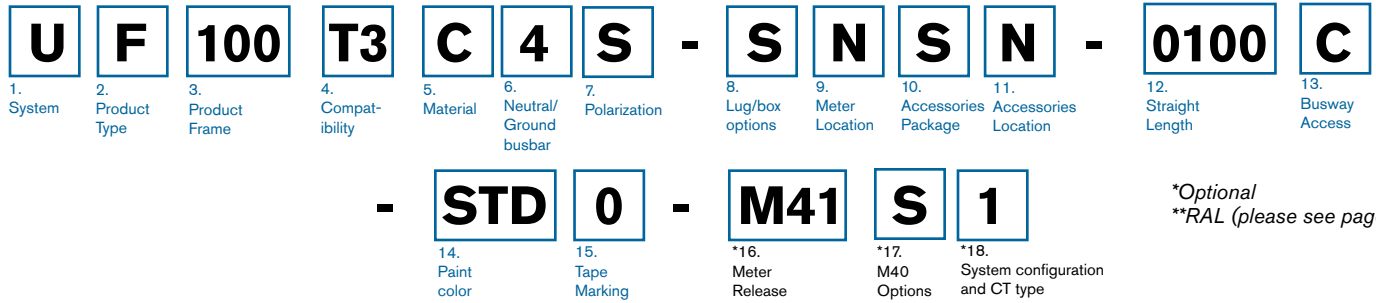 U F 100 T3 C 4 S - S N S N - 0100 C
1. System
2. Product Type
3. Product Frame
4. Compat-ibility
5. Material
6. Neutral/ Ground busbar
7. Polarization
8. Lug/box options
9. Meter Location
10. Accessories Package
11. Accessories Location
12. Straight Length
13. Busway Access
- STD 0 - M41 S 1
14. Paint color
15. Tape Marking
*16. Meter Release
*17. M40 Options
*18. System configuration and CT type
*Optional
**RAL (please see pag